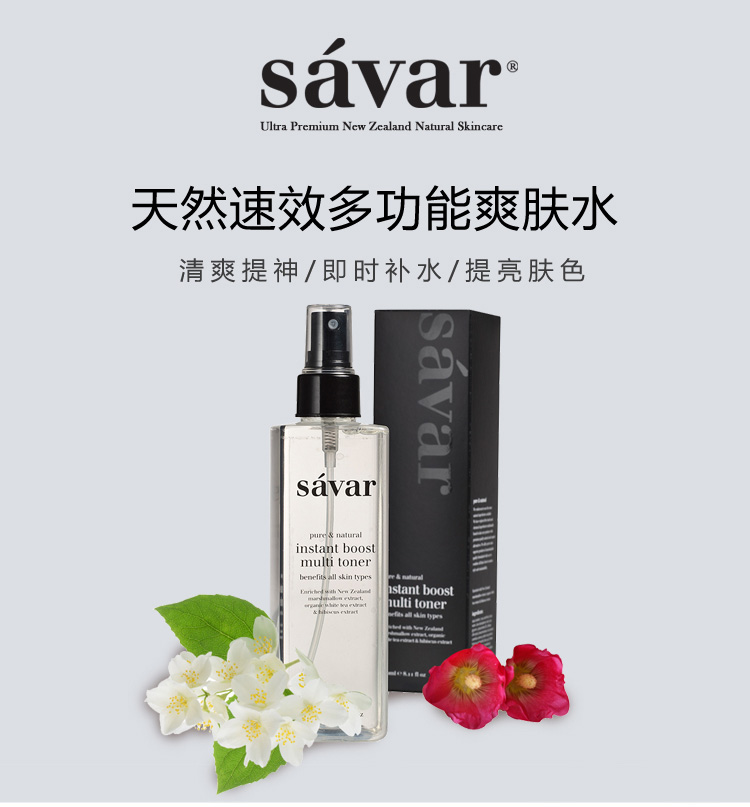 sávar®
Ultra Premium New Zealand Natural Skincare
天然速效多功能爽肤水
清爽提神/即时补水/提亮肤色
sávar
sávar
pure & natural
instant boost
multi toner
benefits all skin types
Enriched with New Zealand
marshmallow extract,
organic white tea extract
& hibiscus extract
& natural
instant boost
multi toner
benefits all skin types